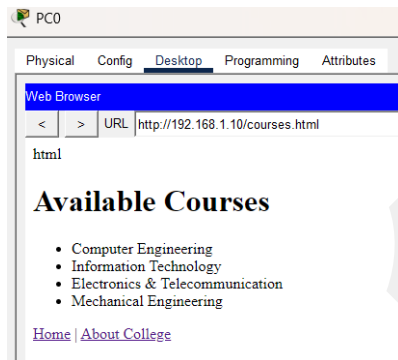 PC0
Physical Config Desktop Programming Attributes
Web Browser
< > URL http://192.168.1.10/courses.html
html
Available Courses
• Computer Engineering
• Information Technology
• Electronics & Telecommunication
• Mechanical Engineering
Home | About College